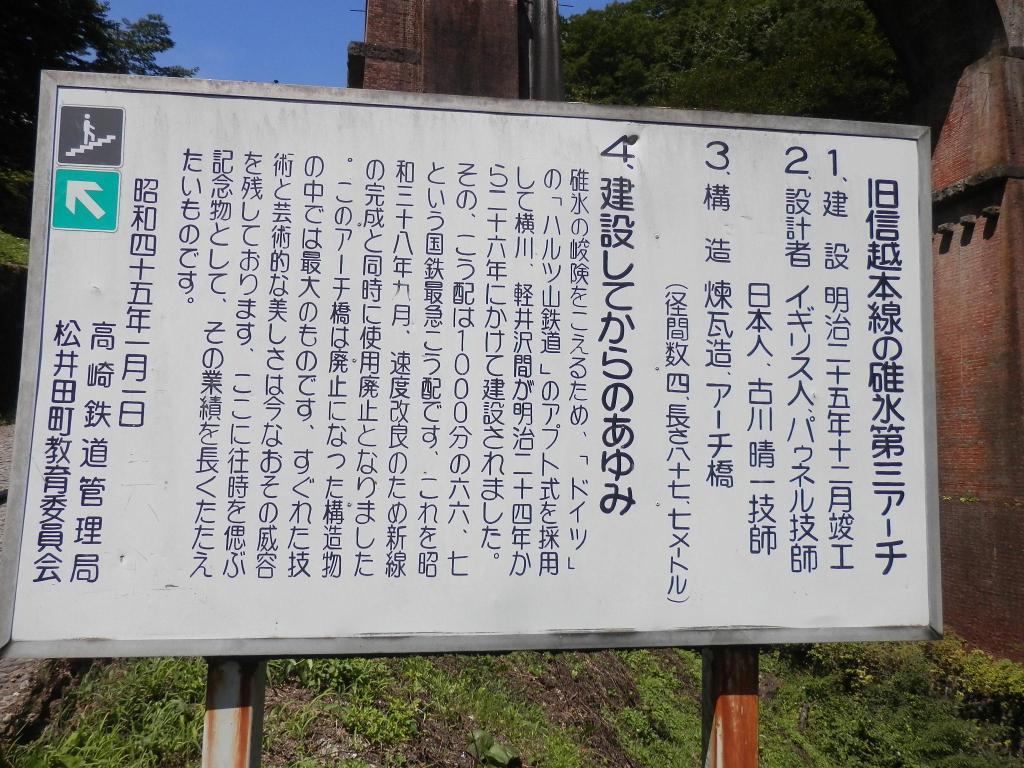 旧信越本線の碓氷第三アーチ
1、建設 明治二十五年十二月竣工
2、設計者 イギリス人、パウネル技師
日本人、古川晴一技師
3、構造 煉瓦造、アーチ橋
(径間数四、長さ八十七、七メートル)
4、建設してからのあゆみ
碓氷の峻険をこえるため、「ドイツ」
の「ハルツ山鉄道」のアプト式を採用
して横川、軽井沢間が明治二十四年か
ら二十六年にかけて建設されました。
その、こう配は1000分の六六、七
という国鉄最急こう配です、これを昭
和三十八年九月、速度改良のため新線
の完成と同時に使用廃止となりました
。このアーチ橋は廃止になった構造物
の中では最大のものです、すぐれた技
術と芸術的な美しさは今なおその威容
を残しております、ここに往時を偲ぶ
記念物として、その業績を長くたたえ
たいものです。
昭和四十五年一月一日
高崎鉄道管理局
松井田町教育委員会